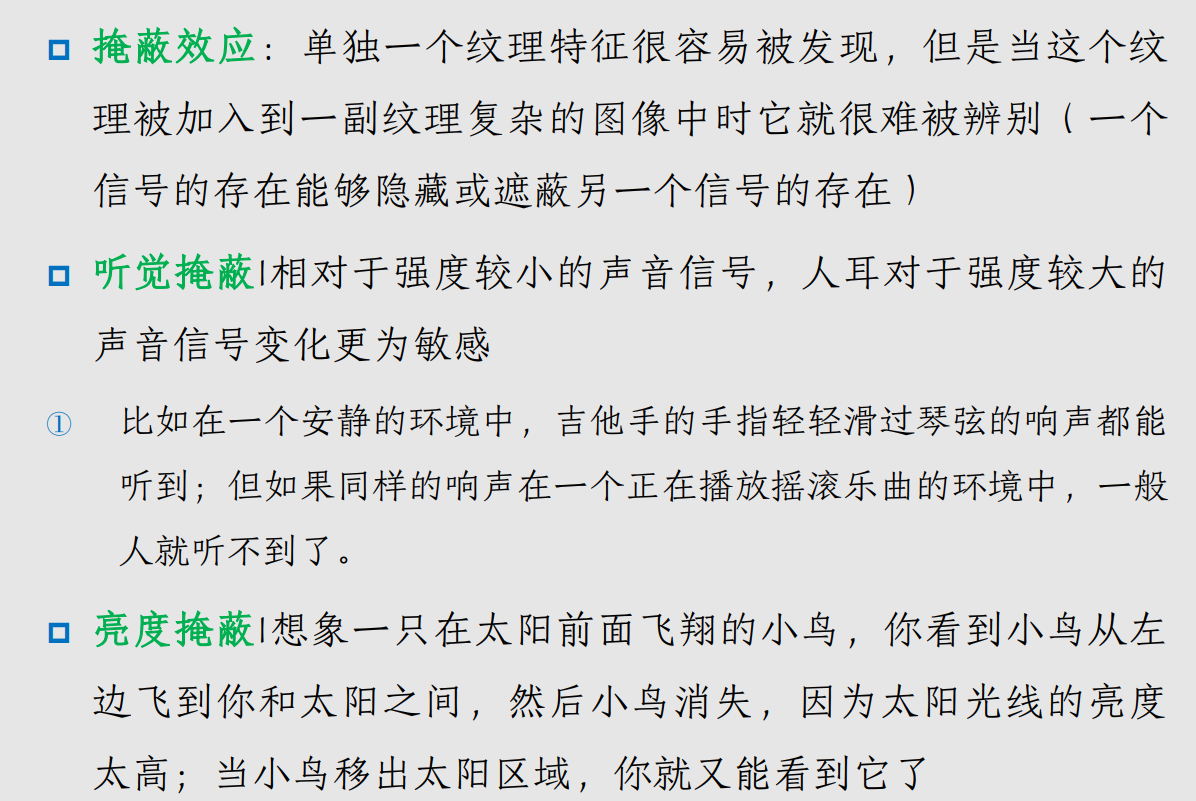 掩蔽效应：单独一个纹理特征很容易被发现，但是当这个纹
理被加入到一副纹理复杂的图像中时它就很难被辨别（一个
信号的存在能够隐藏或遮蔽另一个信号的存在）
听觉掩蔽|相对于强度较小的声音信号，人耳对于强度较大的
声音信号变化更为敏感
① 比如在一个安静的环境中，吉他手的手指轻轻滑过琴弦的响声都能
听到；但如果同样的响声在一个正在播放摇滚乐曲的环境中，一般
人就听不到了。
亮度掩蔽|想象一只在太阳前面飞翔的小鸟，你看到小鸟从左
边飞到你和太阳之间，然后小鸟消失，因为太阳光线的亮度
太高；当小鸟移出太阳区域，你就又能看到它了